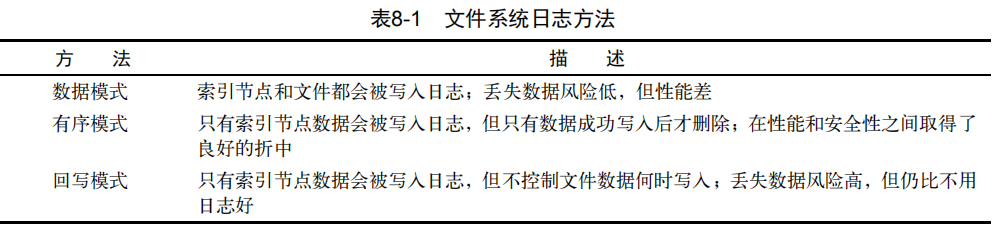 表8-1 文件系统日志方法
方 法 描 述
数据模式 索引节点和文件都会被写入日志；丢失数据风险低，但性能差
有序模式 只有索引节点数据会被写入日志，但只有数据成功写入后才删除；在性能和安全性之间取得了
良好的折中
回写模式 只有索引节点数据会被写入日志，但不控制文件数据何时写入；丢失数据风险高，但仍比不用
日志好